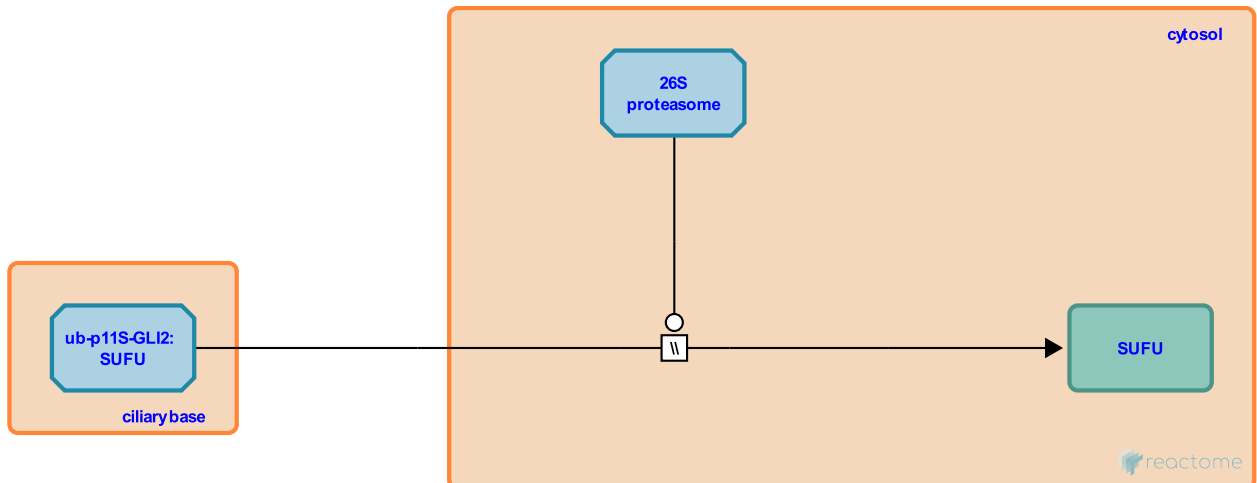 cytosol
26S
proteasome
ub-p11S-GLI2:
SUFU
\\
SUFU
ciliary base
reactome